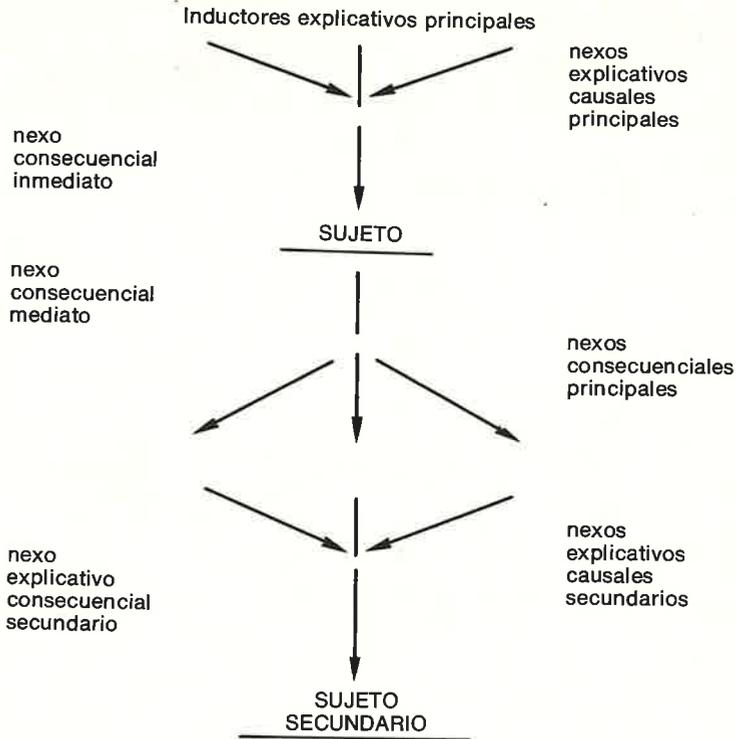 Inductores explicativos principales
nexos
explicativos
causales
principales
nexo
consecuencial
inmediato
SUJETO
nexo
consecuencial
mediato
nexos
consecuenciales
principales
nexo
explicativo
consecuencial
secundario
nexos
explicativos
causales
secundarios
SUJETO
SECUNDARIO